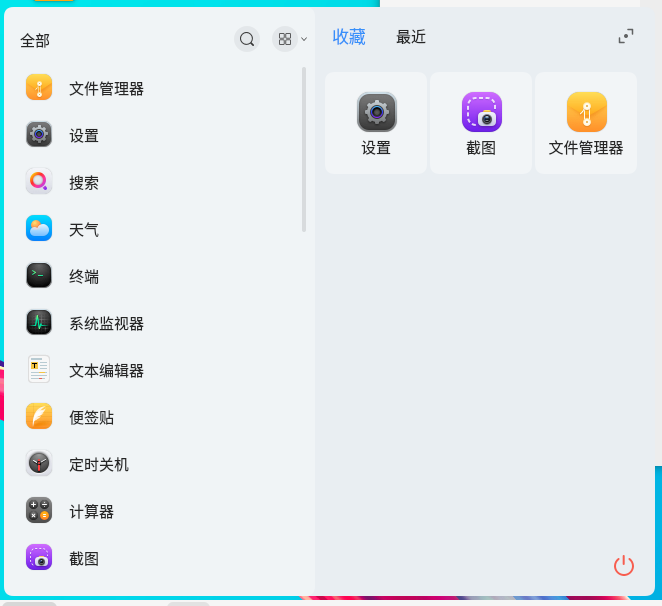 全部
文件管理器
设置
搜索
天气
终端
系统监视器
文本编辑器
便签贴
定时关机
计算器
截图
收藏 最近
设置 截图 文件管理器